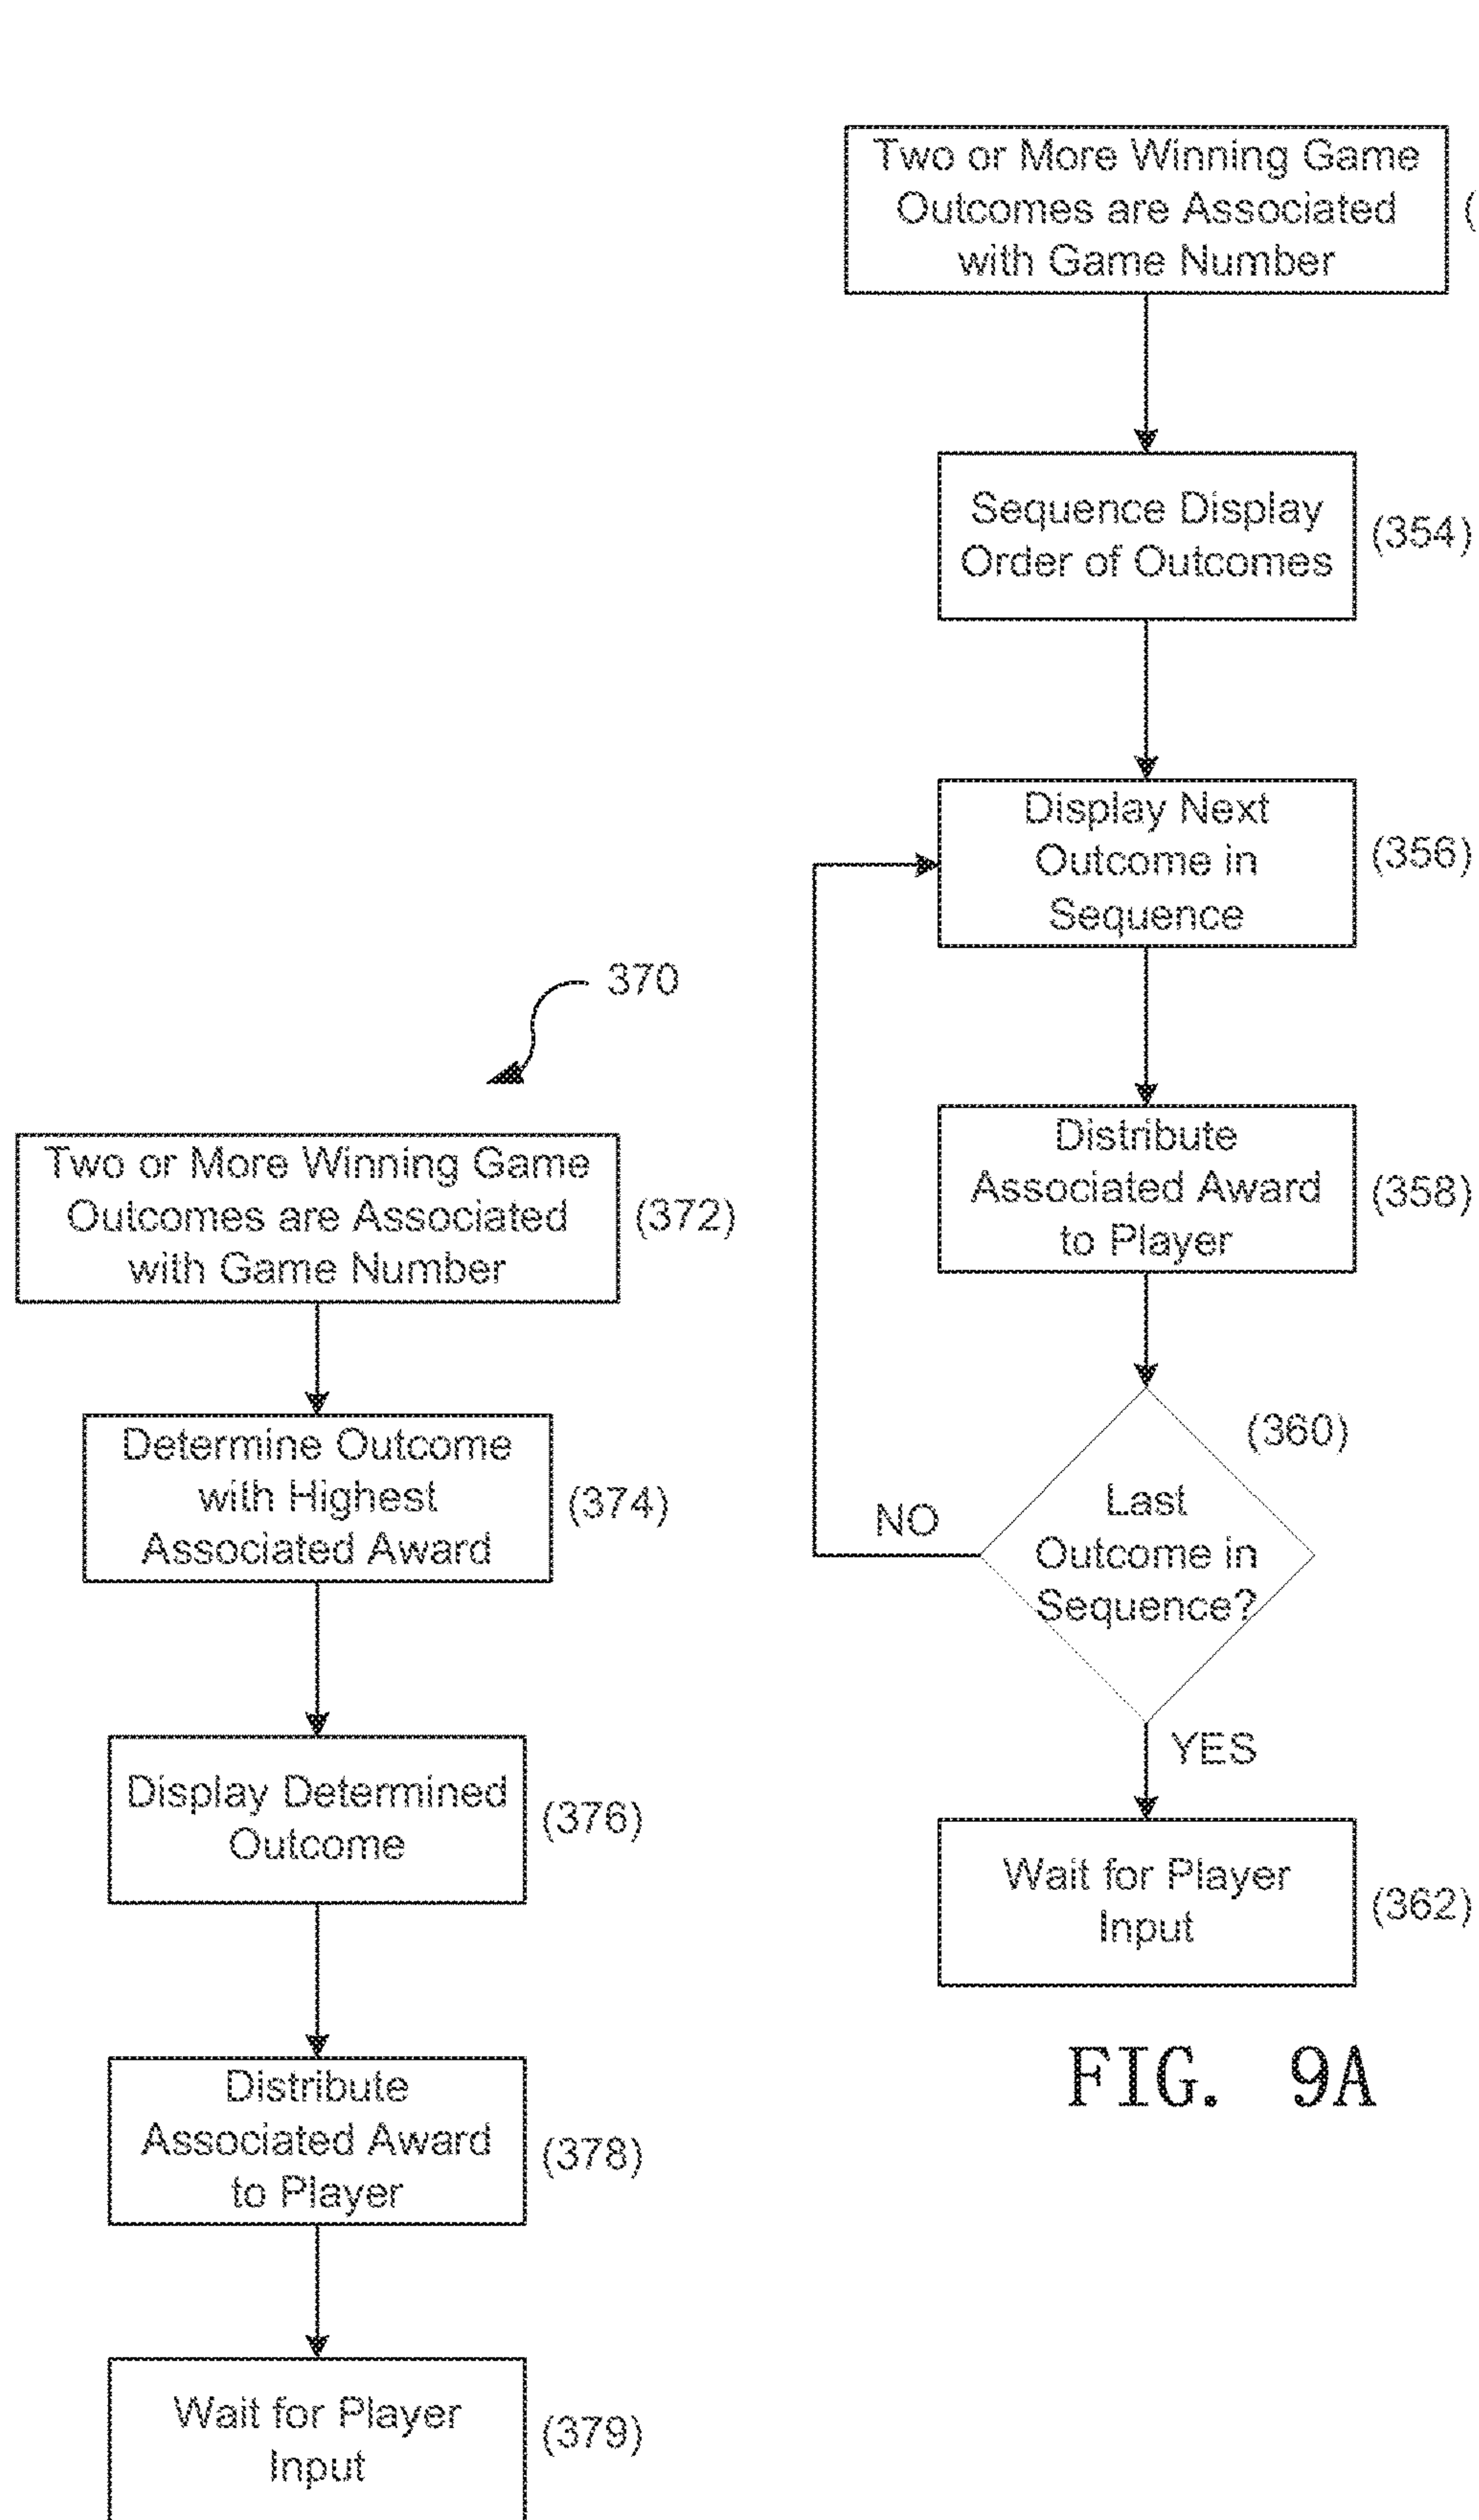 Two or More Winning Game
Outcomes are Associated
with Game Number
(
Sequence Display
Order of Outcomes
(354)
Display Next
Outcome in
Sequence
(356)
Distribute
Associated Award
to Player
(358)
(360)
Last
Outcome in
Sequence?
NO
YES
Wait for Player
Input
(362)
FIG. 9A
370
Two or More Winning Game
Outcomes are Associated
with Game Number
(372)
Determine Outcome
with Highest
Associated Award
(374)
Display Determined
Outcome
(376)
Distribute
Associated Award
to Player
(378)
Wait for Player
Input
(379)